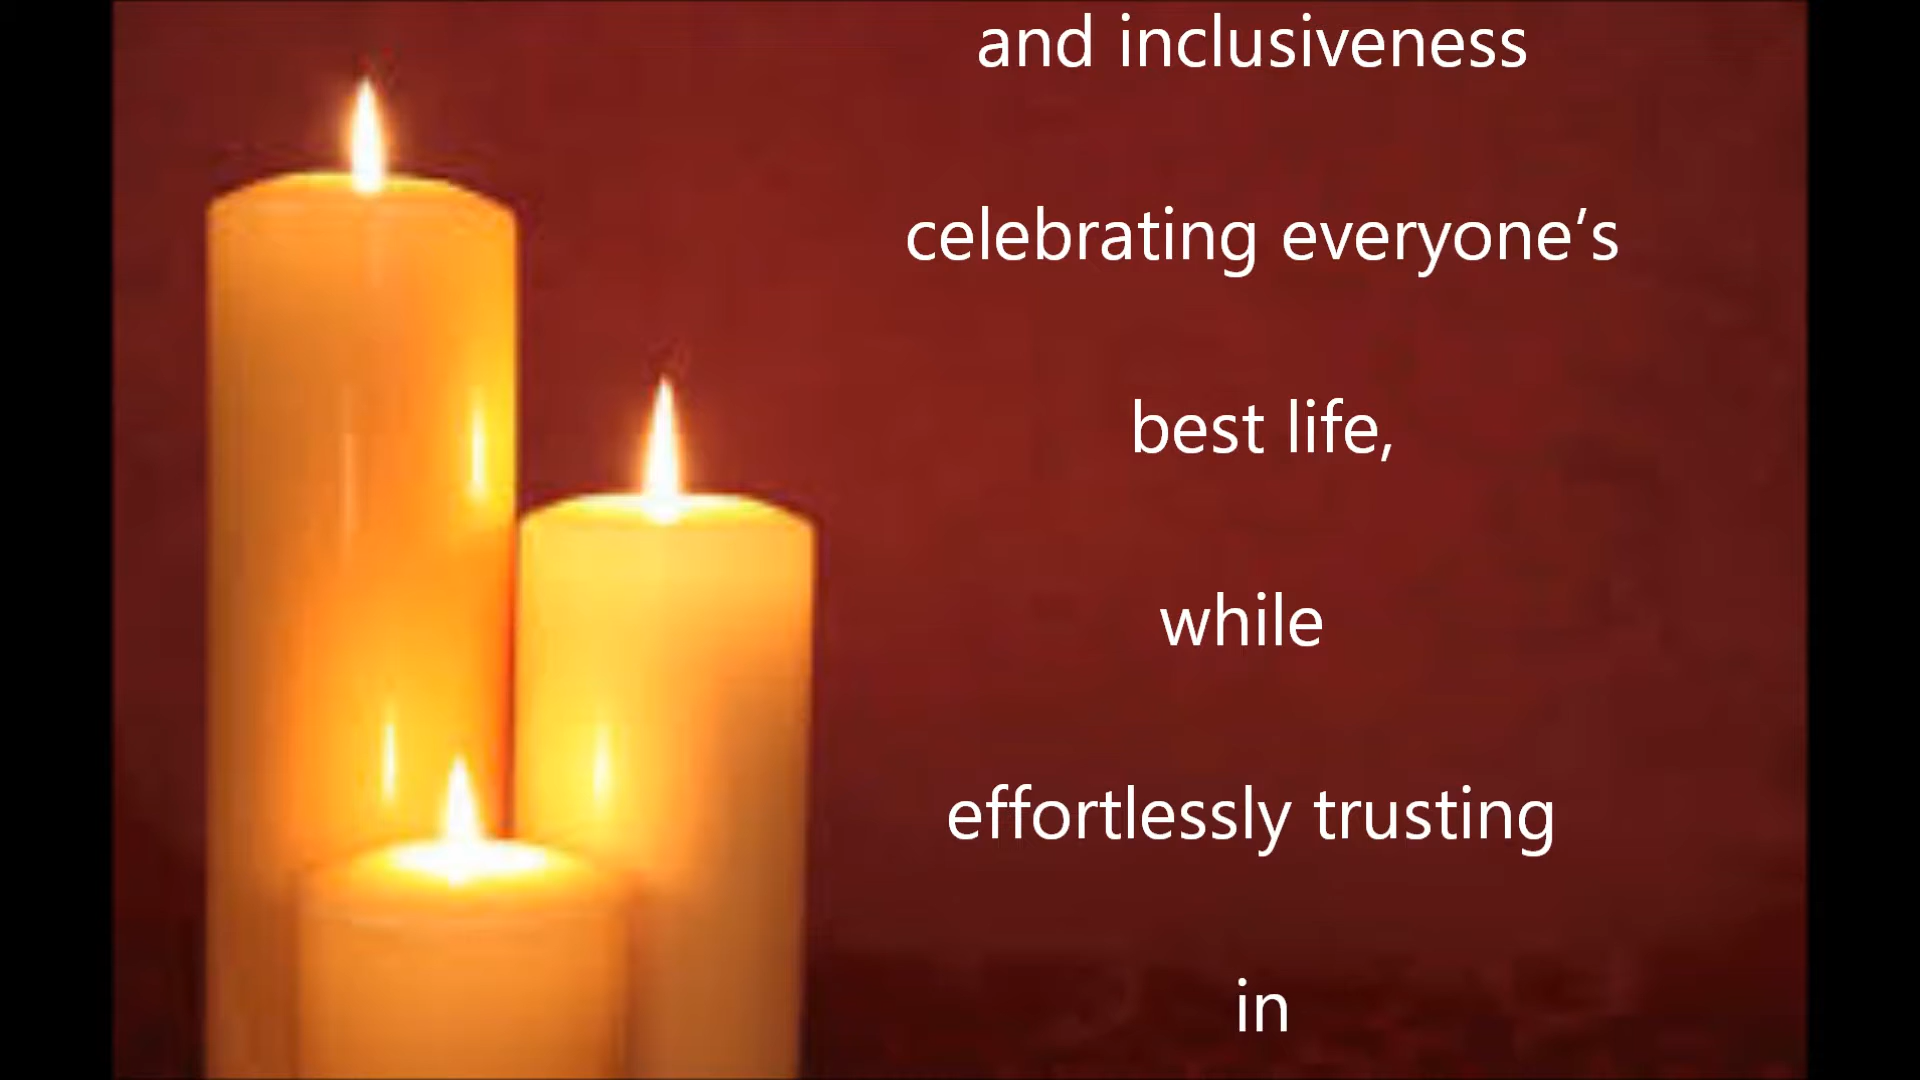 and inclusiveness
celebrating everyone’s
best life,
while
effortlessly trusting
in